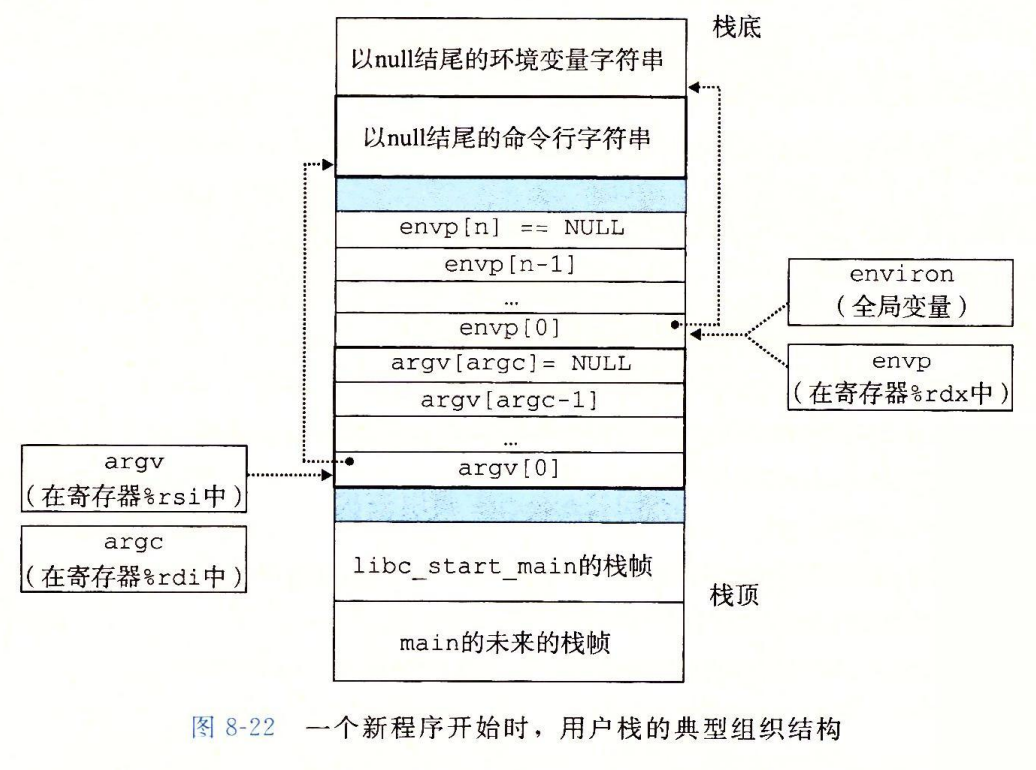 栈底
以null结尾的环境变量字符串
以null结尾的命令行字符串
envp[n] == NULL
envp[n-1]
…
envp[0]
argv[argc]= NULL
argv[argc-1]
…
argv[0]
libc_start_main的栈帧
main的未来的栈帧
environ
（全局变量）
envp
（在寄存器%rdx中）
argv
（在寄存器%rsi中）
argc
（在寄存器%rdi中）
栈顶
图 8-22 一个新程序开始时，用户栈的典型组织结构